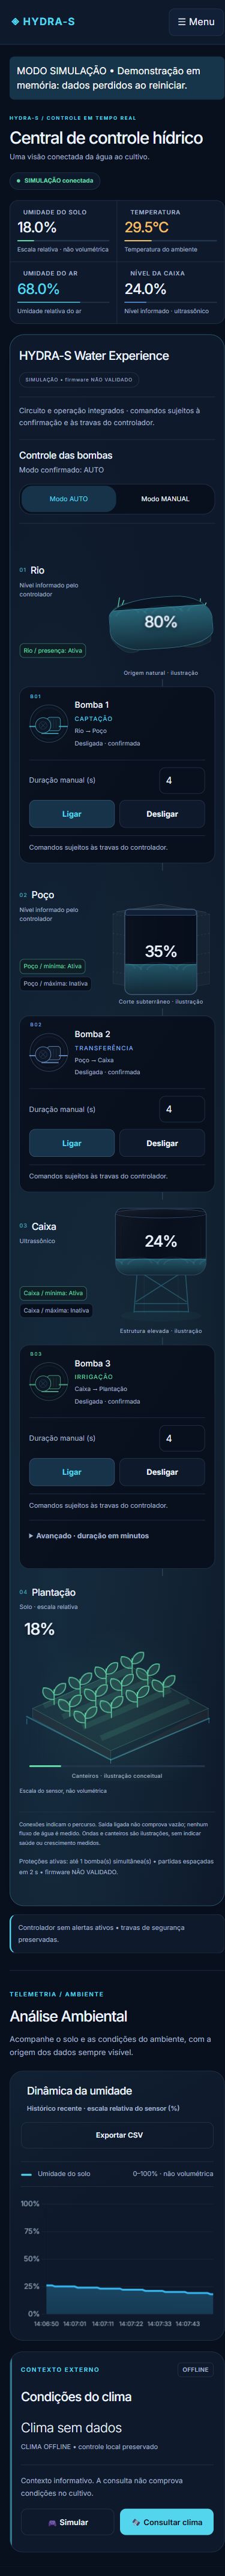 HYDRA-S
☰ Menu
MODO SIMULAÇÃO • Demonstração em
memória: dados perdidos ao reiniciar.
HYDRA-S / CONTROLE EM TEMPO REAL
Central de controle hídrico
Uma visão conectada da água ao cultivo.
SIMULAÇÃO conectada
UMIDADE DO SOLO
18.0%
Escala relativa · não volumétrica
TEMPERATURA
29.5°C
Temperatura do ambiente
UMIDADE DO AR
68.0%
Umidade relativa do ar
NÍVEL DA CAIXA
24.0%
Nível informado · ultrassônico
HYDRA-S Water Experience
SIMULAÇÃO • firmware NÃO VALIDADO
Circuito e operação integrados · comandos sujeitos à
confirmação e às travas do controlador.
Controle das bombas
Modo confirmado: AUTO
Modo AUTO
Modo MANUAL
01 Rio
Nível informado pelo
controlador
80%
Rio / presença: Ativa
Origem natural · ilustração
B01
Bomba 1
CAPTAÇÃO
Rio → Poço
Desligada · confirmada
Duração manual (s)
4
Ligar
Desligar
Comandos sujeitos às travas do controlador.
02 Poço
Nível informado pelo
controlador
35%
Poço / mínima: Ativa
Poço / máxima: Inativa
Corte subterrâneo · ilustração
B02
Bomba 2
TRANSFERÊNCIA
Poço → Caixa
Desligada · confirmada
Duração manual (s)
4
Ligar
Desligar
Comandos sujeitos às travas do controlador.
03 Caixa
Ultrassônico
24%
Caixa / mínima: Ativa
Caixa / máxima: Inativa
Estrutura elevada · ilustração
B03
Bomba 3
IRRIGAÇÃO
Caixa → Plantação
Desligada · confirmada
Duração manual (s)
4
Ligar
Desligar
Comandos sujeitos às travas do controlador.
▶ Avançado · duração em minutos
04 Plantação
Solo · escala relativa
18%
Canteiros · ilustração conceitual
Escala do sensor, não volumétrica
Conexões indicam o percurso. Saída ligada não comprova vazão; nenhum
fluxo de água é medido. Ondas e canteiros são ilustrações, sem indicar
saúde ou crescimento medidos.
Proteções ativas: até 1 bomba(s) simultânea(s) • partidas espaçadas
em 2 s • firmware NÃO VALIDADO.
Controlador sem alertas ativos • travas de segurança
preservadas.
TELEMETRIA / AMBIENTE
Análise Ambiental
Acompanhe o solo e as condições do ambiente, com a
origem dos dados sempre visível.
Dinâmica da umidade
Histórico recente · escala relativa do sensor (%)
Exportar CSV
Umidade do solo
0–100% · não volumétrica
100%
75%
50%
25%
0%
14:06:50 14:07:01 14:07:11 14:07:22 14:07:33 14:07:43
CONTEXTO EXTERNO
OFFLINE
Condições do clima
Clima sem dados
CLIMA OFFLINE • controle local preservado
Contexto informativo. A consulta não comprova
condições no cultivo.
Simular
Consultar clima